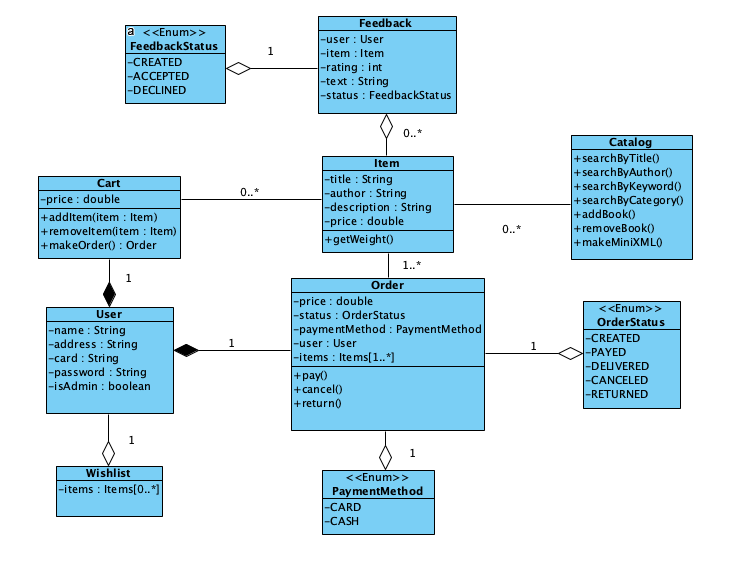 Feedback
-user : User
-item : Item
-rating : int
-text : String
-status : FeedbackStatus
a
<<Enum>>
FeedbackStatus
-CREATED
-ACCEPTED
-DECLINED
1
0..*
Item
-title : String
-author : String
-description : String
-price : double
+getWeight()
Catalog
+searchByTitle()
+searchByAuthor()
+searchByKeyword()
+searchByCategory()
+addBook()
+removeBook()
+makeMiniXML()
Cart
-price : double
+addItem(item : Item)
+removeItem(item : Item)
+makeOrder() : Order
0..*
0..*
1..*
1
User
-name : String
-address : String
-card : String
-password : String
-isAdmin : boolean
1
Order
-price : double
-status : OrderStatus
-paymentMethod : PaymentMethod
-user : User
-items : Items[1..*]
+pay()
+cancel()
+return()
1
<<Enum>>
OrderStatus
-CREATED
-PAYED
-DELIVERED
-CANCELED
-RETURNED
1
Wishlist
-items : Items[0..*]
1
<<Enum>>
PaymentMethod
-CARD
-CASH